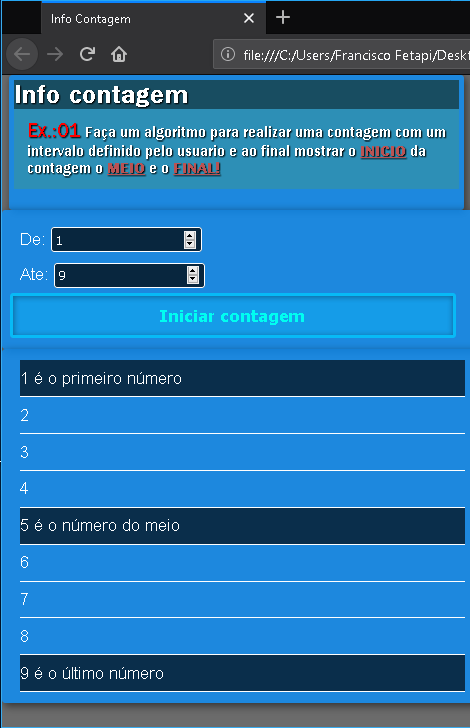 Info Contagem
file:///C:/Users/Francisco Fetapi/Deskt
Info contagem
Ex.:01 Faça um algoritmo para realizar uma contagem com um
intervalo definido pelo usuario e ao final mostrar o INICIO da
contagem o MEIO e o FINAL!
De: 1
Ate: 9
Iniciar contagem
1 é o primeiro número
2
3
4
5 é o número do meio
6
7
8
9 é o último número